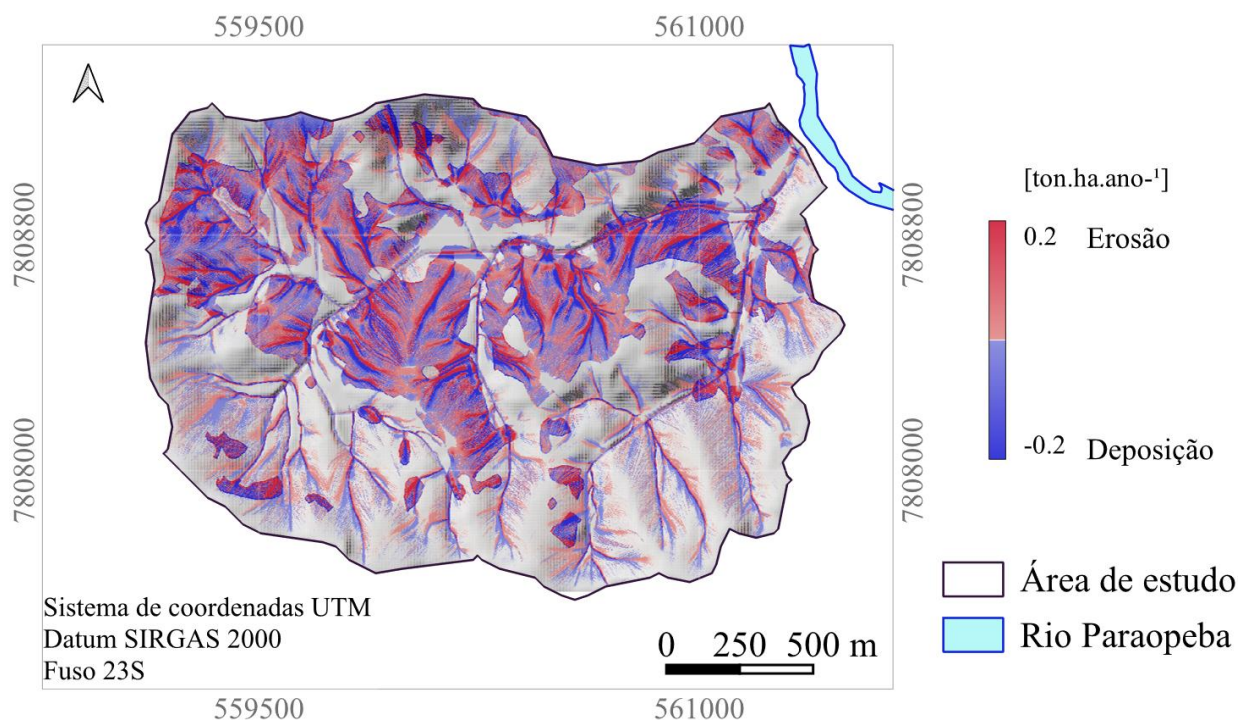 559500 561000
[ton.ha.ano-¹]
0.2 Erosão
-0.2 Deposição
7808800 7808800
7808000 7808000
Área de estudo
Rio Paraopeba
Sistema de coordenadas UTM
Datum SIRGAS 2000
Fuso 23S
0 250 500 m
559500 561000